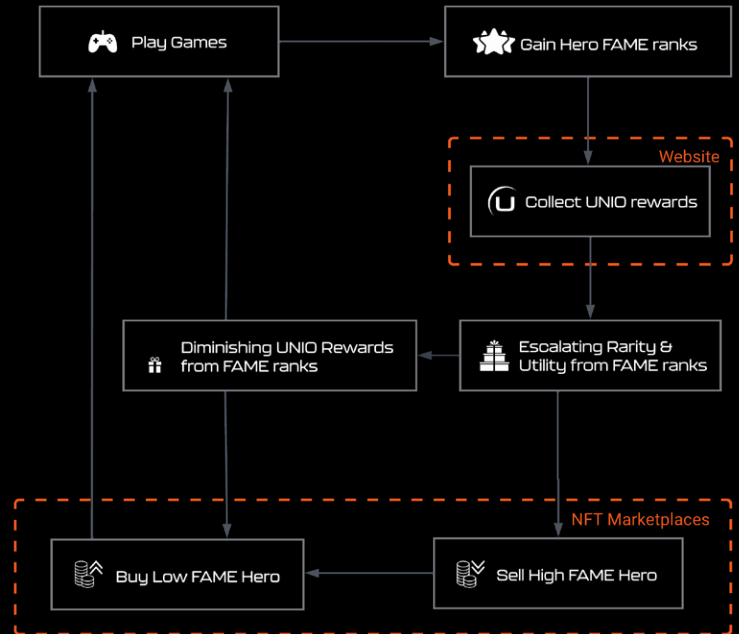 Play Games
Gain Hero FAME ranks
Website
Collect UNIO rewards
Diminishing UNIO Rewards
from FAME ranks
Escalating Rarity &
Utility from FAME ranks
NFT Marketplaces
Buy Low FAME Hero
Sell High FAME Hero